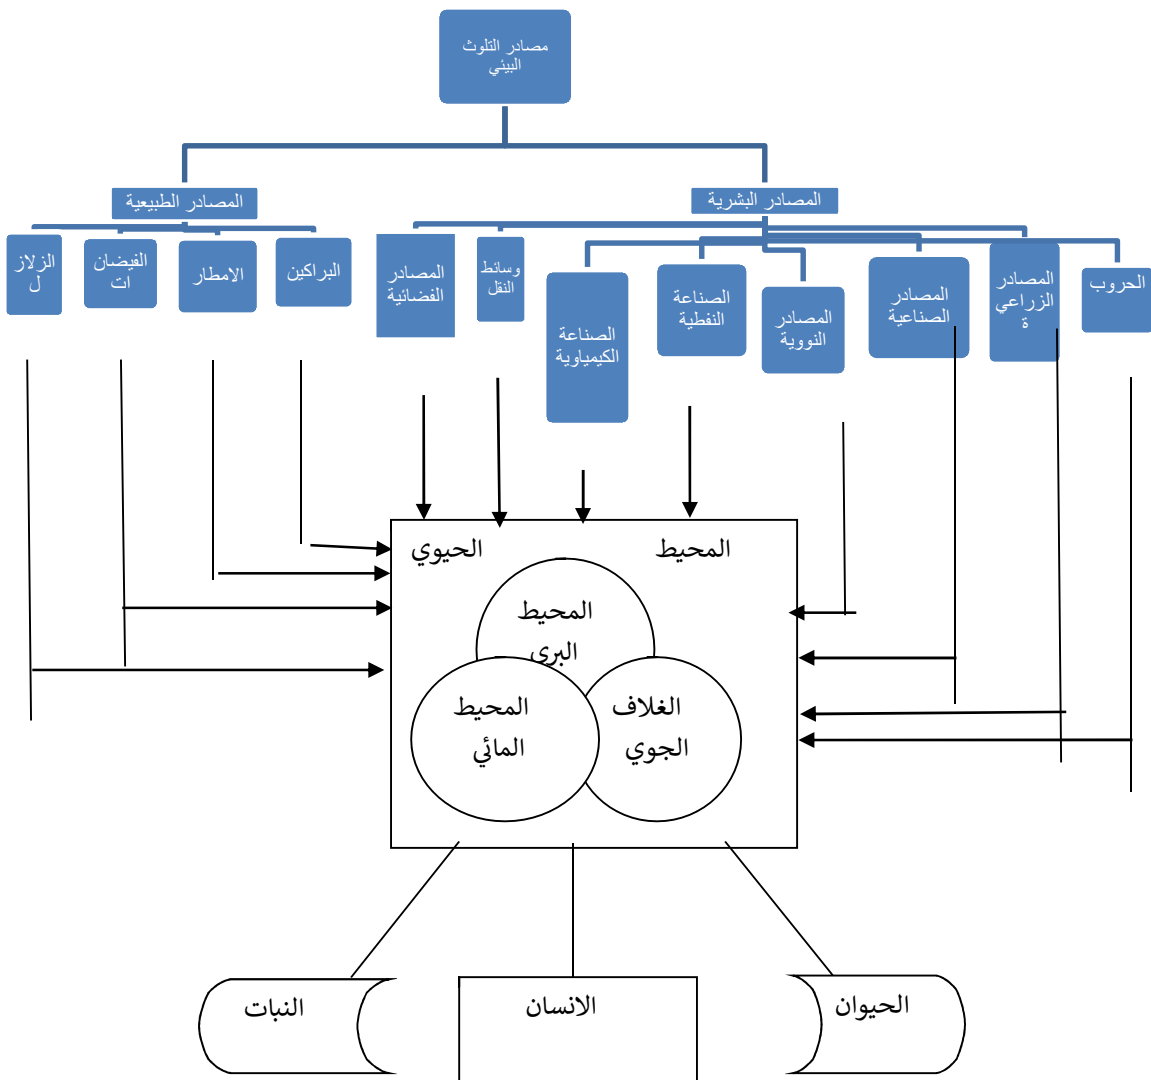 مصادر التلوث
البيئي
المصادر البشرية
المصادر الطبيعية
الحروب
المصادر
الزراعي
ة
المصادر
الصناعية
المصادر
النووية
الصناعة
النفطية
الصناعة
الكيمياوية
وسائط
النقل
المصادر
الفضائية
البراكين
الامطار
الفيضان
ات
الزلاز
ل
المحيط الحيوي
المحيط
البرى
الغلاف
الجوي
المحيط
المائي
الحيوان
الانسان
النبات